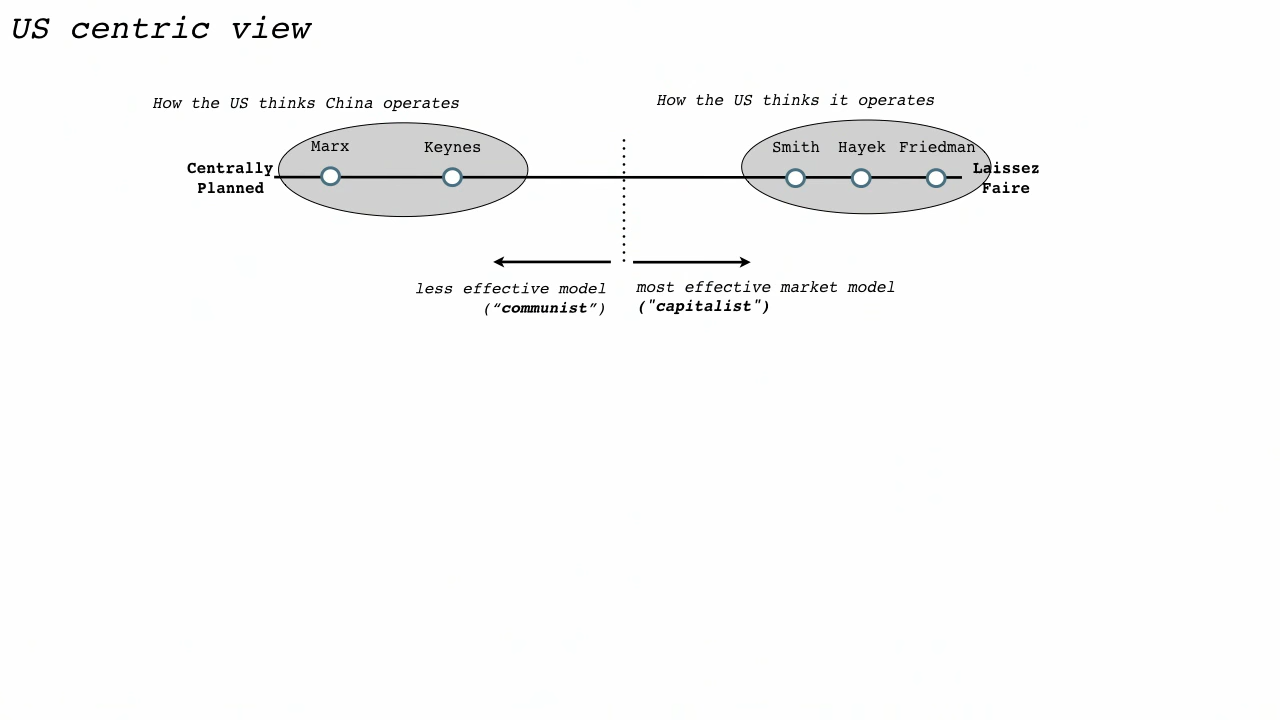 US centric view
How the US thinks China operates
How the US thinks it operates
Marx
Keynes
Smith
Hayek
Friedman
Centrally
Planned
Laissez
Faire
less effective model
(“communist”)
most effective market model
("capitalist")